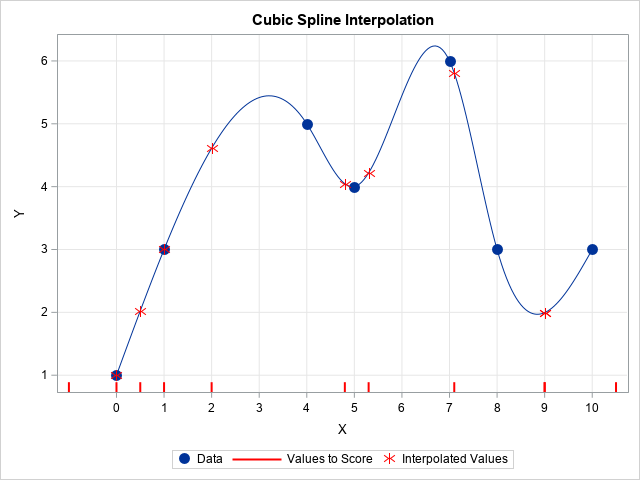 Cubic Spline Interpolation
6
5
4
3
2
1
Y
0 1 2 3 4 5 6 7 8 9 10
X
Data Values to Score Interpolated Values